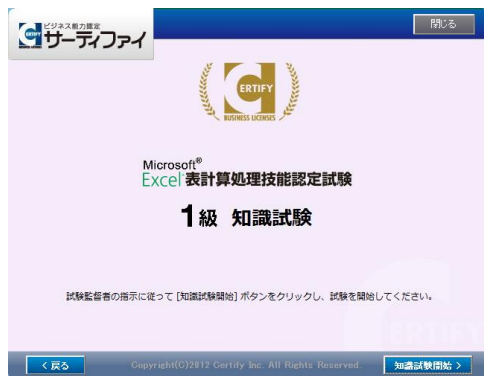 ビジネス能力認定
サーティファイ
閉じる
CERTIFY
BUSINESS LICENSES
Microsoft®
Excel®表計算処理技能認定試験
1級 知識試験
試験監督者の指示に従って [知識試験開始] ボタンをクリックし、試験を開始してください。
< 戻る
Copyright(C)2012 Certify Inc. All Rights Reserved.
知識試験開始 >